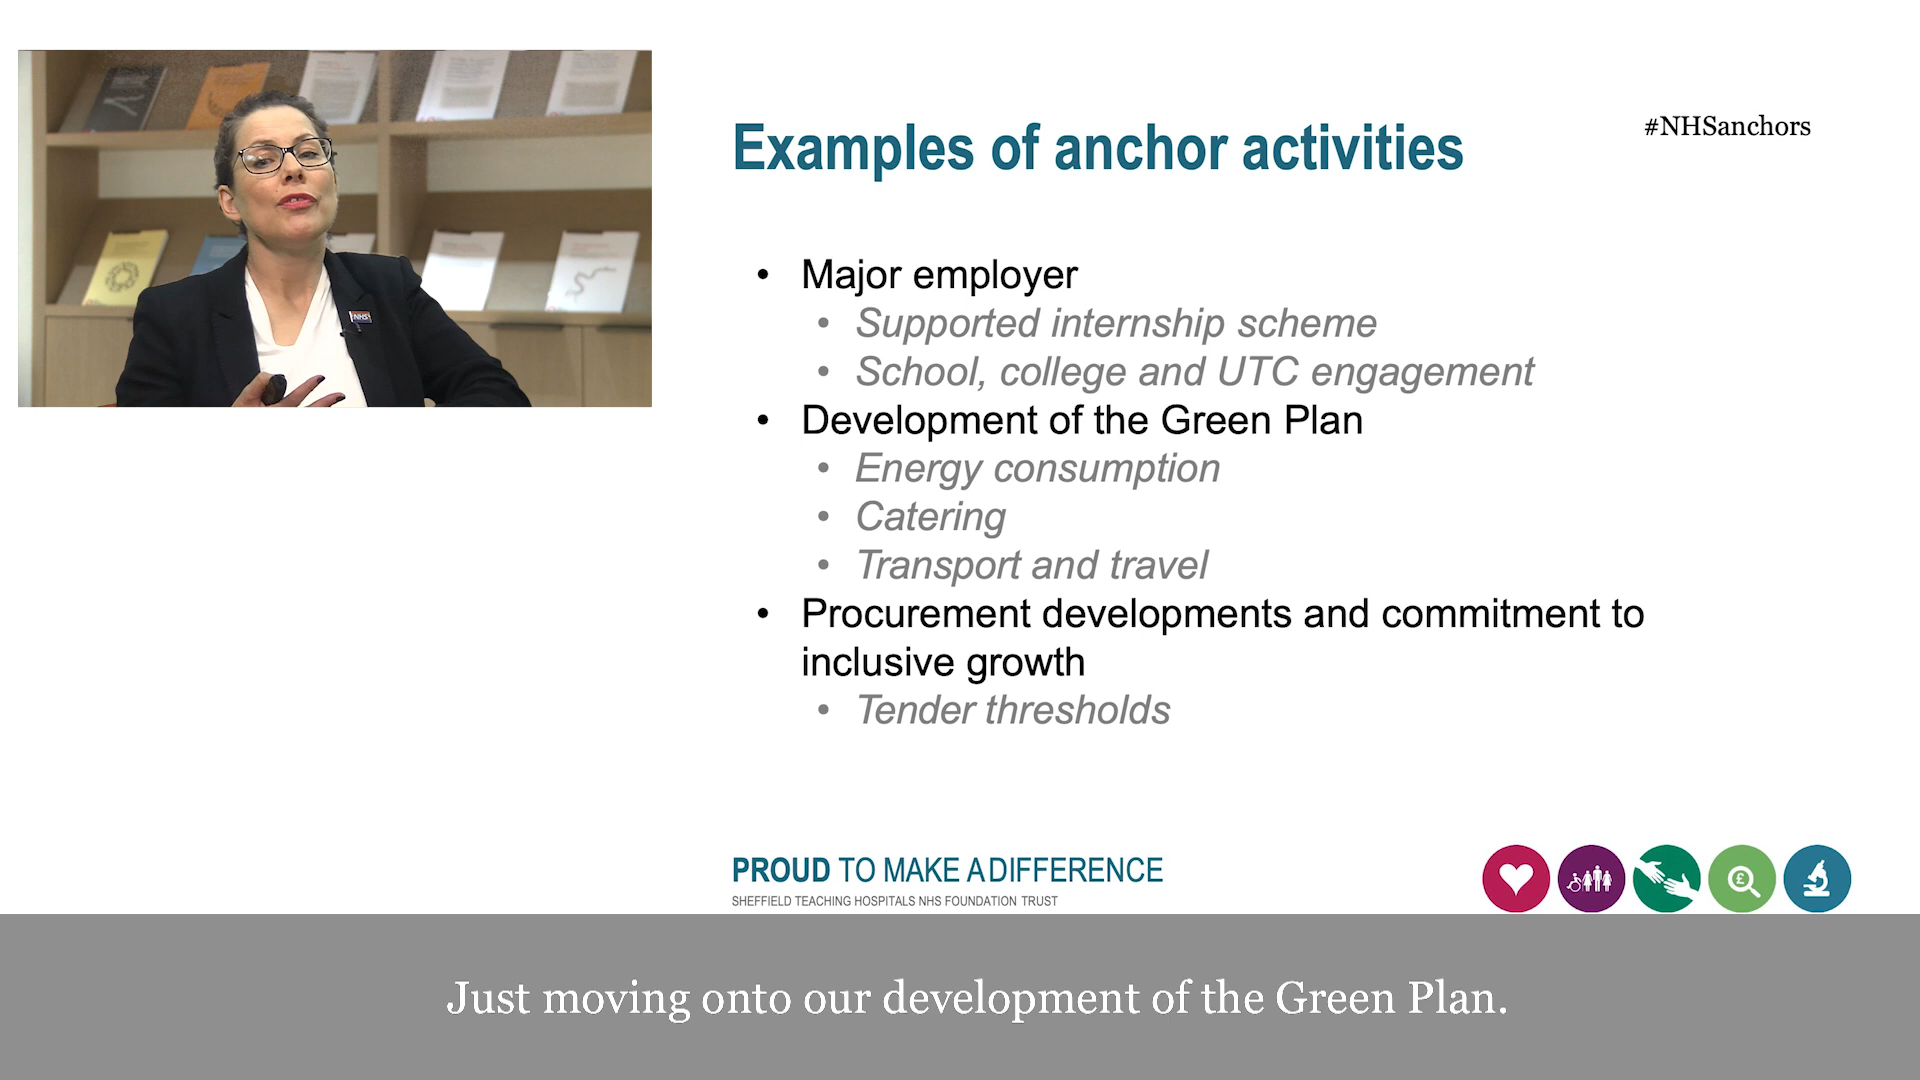 Examples of anchor activities
#NHSanchors
• Major employer
• Supported internship scheme
• School, college and UTC engagement
• Development of the Green Plan
• Energy consumption
• Catering
• Transport and travel
• Procurement developments and commitment to
inclusive growth
• Tender thresholds
NHS
PROUD TO MAKE A DIFFERENCE
SHEFFIELD TEACHING HOSPITALS NHS FOUNDATION TRUST
£
Just moving onto our development of the Green Plan.